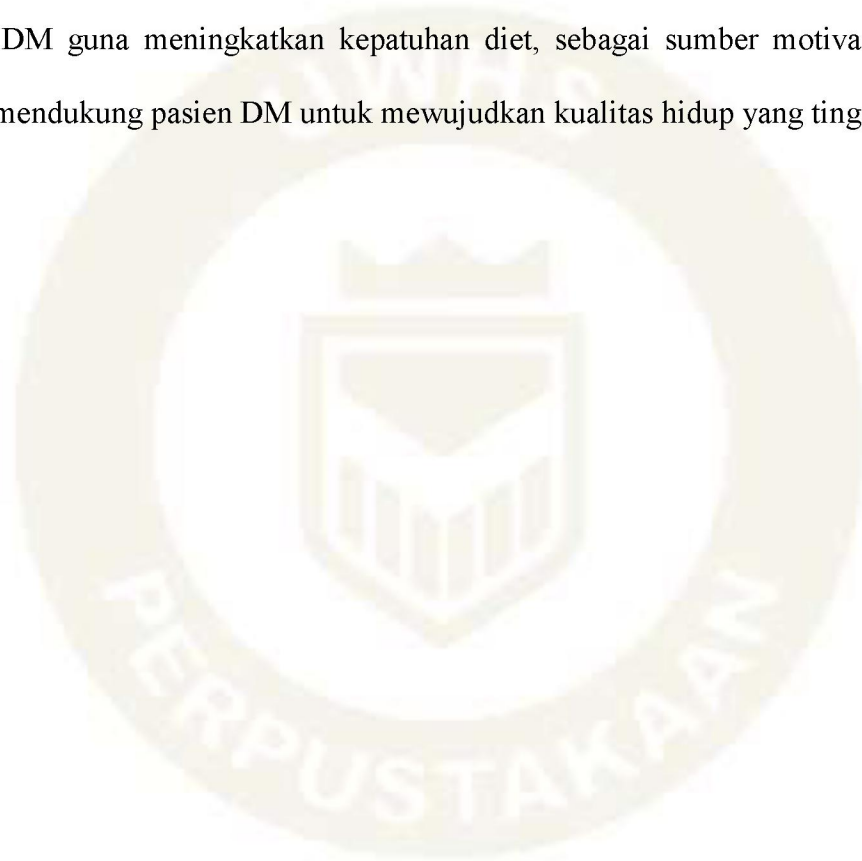 DM guna meningkatkan kepatuhan diet, sebagai sumber motiva
mendukung pasien DM untuk mewujudkan kualitas hidup yang ting
UWHS
PERPUSTAKAAN